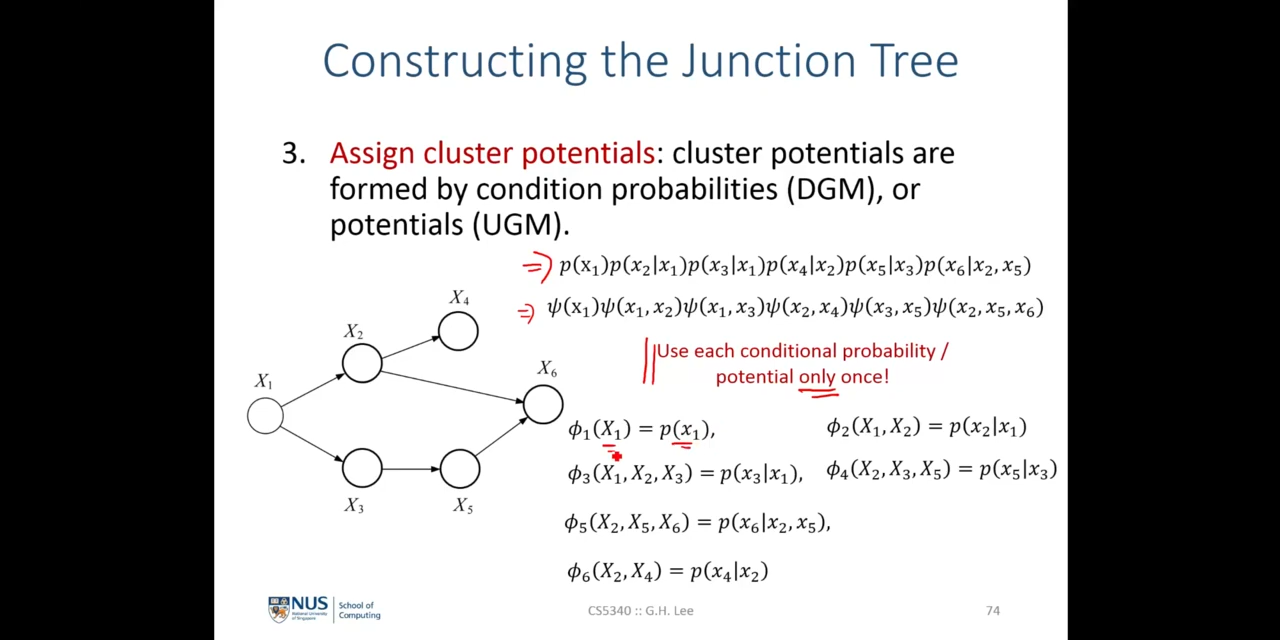 Constructing the Junction Tree
3. Assign cluster potentials: cluster potentials are
formed by condition probabilities (DGM), or
potentials (UGM).
⇒ p(x₁)p(x₂|x₁)p(x₃|x₁)p(x₄|x₂)p(x₅|x₃)p(x₆|x₂, x₅)
⇒ ψ(x₁)ψ(x₁, x₂)ψ(x₁, x₃)ψ(x₂, x₄)ψ(x₃, x₅)ψ(x₂, x₅, x₆)
Use each conditional probability /
potential only once!
X₄
X₂
X₆
X₁
X₃
X₅
ϕ₁(X₁) = p(x₁), ϕ₂(X₁, X₂) = p(x₂|x₁)
ϕ₃(X₁, X₂, X₃) = p(x₃|x₁), ϕ₄(X₂, X₃, X₅) = p(x₅|x₃)
ϕ₅(X₂, X₅, X₆) = p(x₆|x₂, x₅),
ϕ₆(X₂, X₄) = p(x₄|x₂)
NUS
National University
of Singapore
School of
Computing
CS5340 :: G.H. Lee
74